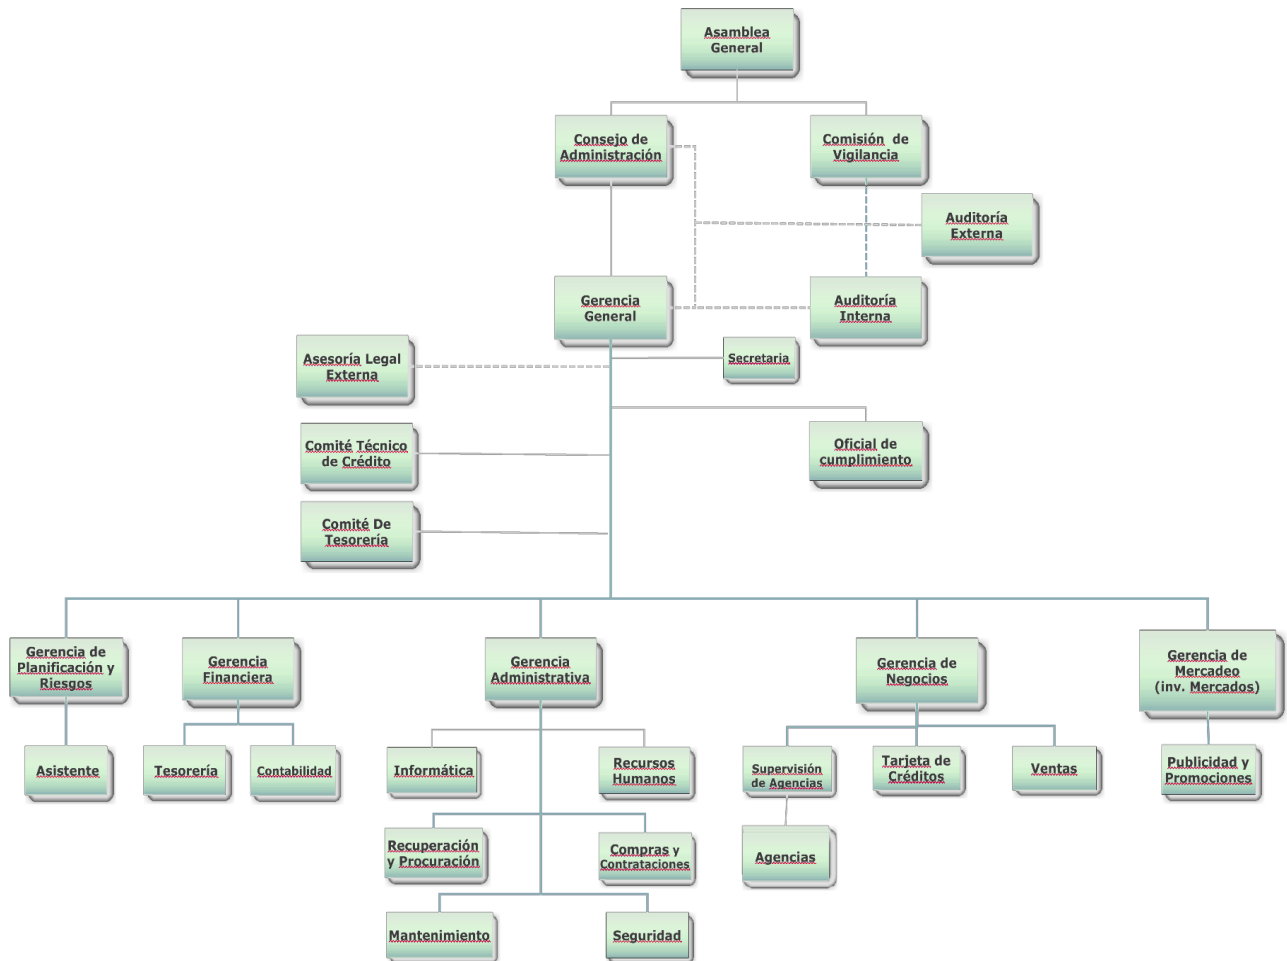 Asamblea
General
Consejo de
Administración
Comisión de
Vigilancia
Auditoría
Externa
Gerencia
General
Auditoría
Interna
Asesoría Legal
Externa
Secretaria
Comité Técnico
de Crédito
Oficial de
cumplimiento
Comité De
Tesorería
Gerencia de
Planificación y
Riesgos
Gerencia
Financiera
Gerencia
Administrativa
Gerencia de
Negocios
Gerencia de
Mercadeo
(inv. Mercados)
Asistente
Tesorería
Contabilidad
Informática
Recursos
Humanos
Supervisión
de Agencias
Tarjeta de
Créditos
Ventas
Publicidad y
Promociones
Recuperación
y Procuración
Compras y
Contrataciones
Agencias
Mantenimiento
Seguridad